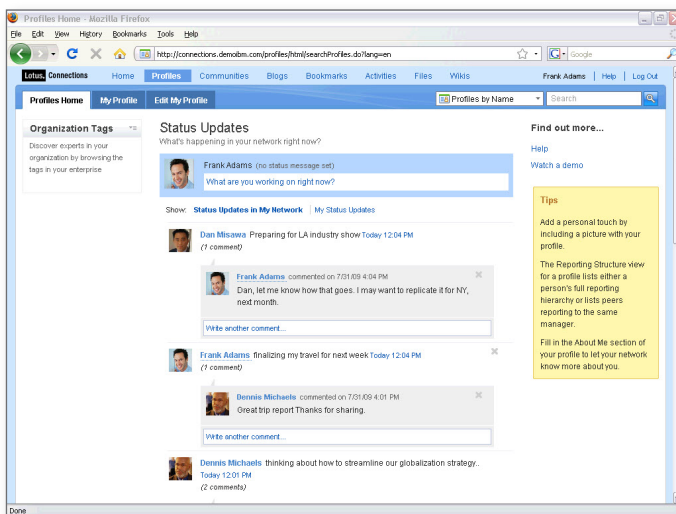 Profiles Home - Mozilla Firefox
File Edit View History Bookmarks Tools Help
http://connections.demoibm.com/profiles/html/searchProfiles.do?lang=en
Google
Lotus. Connections Home Profiles Communities Blogs Bookmarks Activities Files Wikis Frank Adams | Help | Log Out
Profiles Home My Profile Edit My Profile Profiles by Name Search
Organization Tags
Discover experts in your
organization by browsing the
tags in your enterprise
Status Updates
What's happening in your network right now?
Frank Adams (no status message set)
What are you working on right now?
Show: Status Updates in My Network | My Status Updates
Dan Misawa Preparing for LA industry show Today 12:04 PM
(1 comment)
Frank Adams commented on 7/31/09 4:04 PM
Dan, let me know how that goes. I may want to replicate it for NY,
next month.
Write another comment...
Frank Adams finalizing my travel for next week Today 12:04 PM
(1 comment)
Dennis Michaels commented on 7/31/09 4:01 PM
Great trip report Thanks for sharing.
Write another comment...
Dennis Michaels thinking about how to streamline our globalization strategy..
Today 12:01 PM
(2 comments)
Find out more...
Help
Watch a demo
Tips
Add a personal touch by
including a picture with your
profile.
The Reporting Structure view
for a profile lists either a
person's full reporting
hierarchy or lists peers
reporting to the same
manager.
Fill in the About Me section of
your profile to let your network
know more about you.
Done